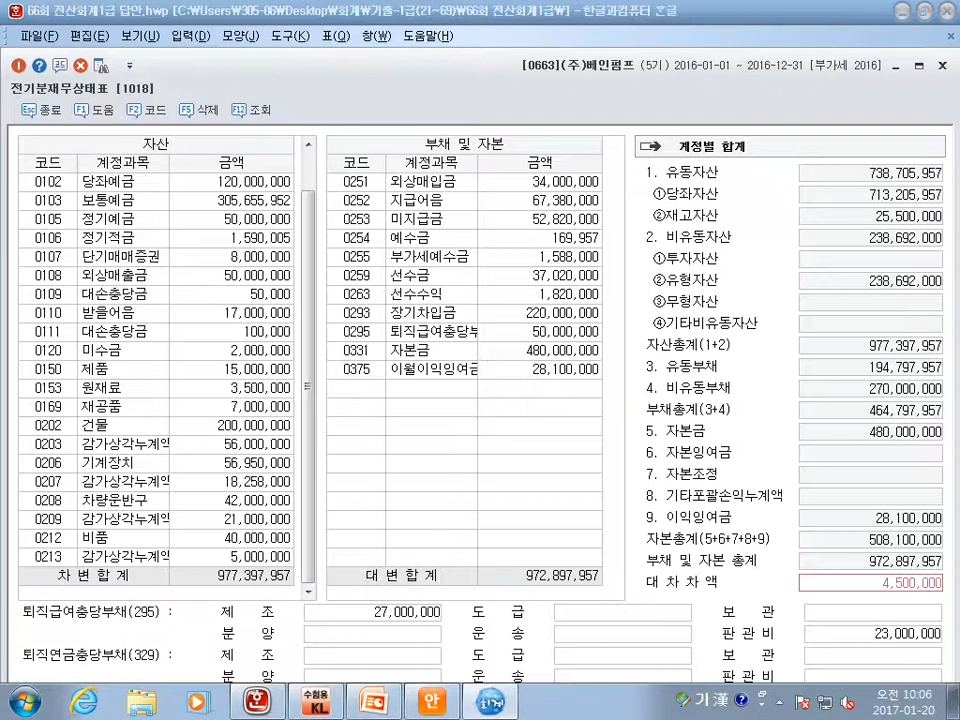 66회 전산회계1급 답안.hwp [C:₩Users₩305-06₩Desktop₩회계₩기출-1급(21~69)₩66회 전산회계1급₩] - 한글과컴퓨터 한글
파일(F) 편집(E) 보기(U) 입력(D) 모양(J) 도구(K) 표(Q) 창(W) 도움말(H)
[0663](주)베인펌프 (5기) 2016-01-01 ~ 2016-12-31 [부가세 2016]
전기분재무상태표 [1018]
Esc 종료 F1 도움 F2 코드 F5 삭제 F12 조회
자산 부채 및 자본 계정별 합계
코드 계정과목 금액 코드 계정과목 금액
0102 당좌예금 120,000,000 0251 외상매입금 34,000,000 1. 유동자산 738,705,957
0103 보통예금 305,655,952 0252 지급어음 67,380,000 ①당좌자산 713,205,957
0105 정기예금 50,000,000 0253 미지급금 52,820,000 ②재고자산 25,500,000
0106 정기적금 1,590,005 0254 예수금 169,957 2. 비유동자산 238,692,000
0107 단기매매증권 8,000,000 0255 부가세예수금 1,588,000 ①투자자산
0108 외상매출금 50,000,000 0259 선수금 37,020,000 ②유형자산 238,692,000
0109 대손충당금 50,000 0263 선수수익 1,820,000 ③무형자산
0110 받을어음 17,000,000 0293 장기차입금 220,000,000 ④기타비유동자산
0111 대손충당금 100,000 0295 퇴직급여충당부 50,000,000 자산총계(1+2) 977,397,957
0120 미수금 2,000,000 0331 자본금 480,000,000 3. 유동부채 194,797,957
0150 제품 15,000,000 0375 이월이익잉여금 28,100,000 4. 비유동부채 270,000,000
0153 원재료 3,500,000 부채총계(3+4) 464,797,957
0169 재공품 7,000,000 5. 자본금 480,000,000
0202 건물 200,000,000 6. 자본잉여금
0203 감가상각누계액 56,000,000 7. 자본조정
0206 기계장치 56,950,000 8. 기타포괄손익누계액
0207 감가상각누계액 18,258,000 9. 이익잉여금 28,100,000
0208 차량운반구 42,000,000 자본총계(5+6+7+8+9) 508,100,000
0209 감가상각누계액 21,000,000 부채 및 자본 총계 972,897,957
0212 비품 40,000,000 대 차 차 액 4,500,000
0213 감가상각누계액 5,000,000
차 변 합 계 977,397,957 대 변 합 계 972,897,957
퇴직급여충당부채(295) : 제 조 27,000,000 도 급 보 관
분 양 운 송 판 관 비 23,000,000
퇴직연금충당부채(329) : 제 조 도 급 보 관
분 양 운 송 판 관 비
수험용 KL 안 가 漢
오전 10:06
2017-01-20